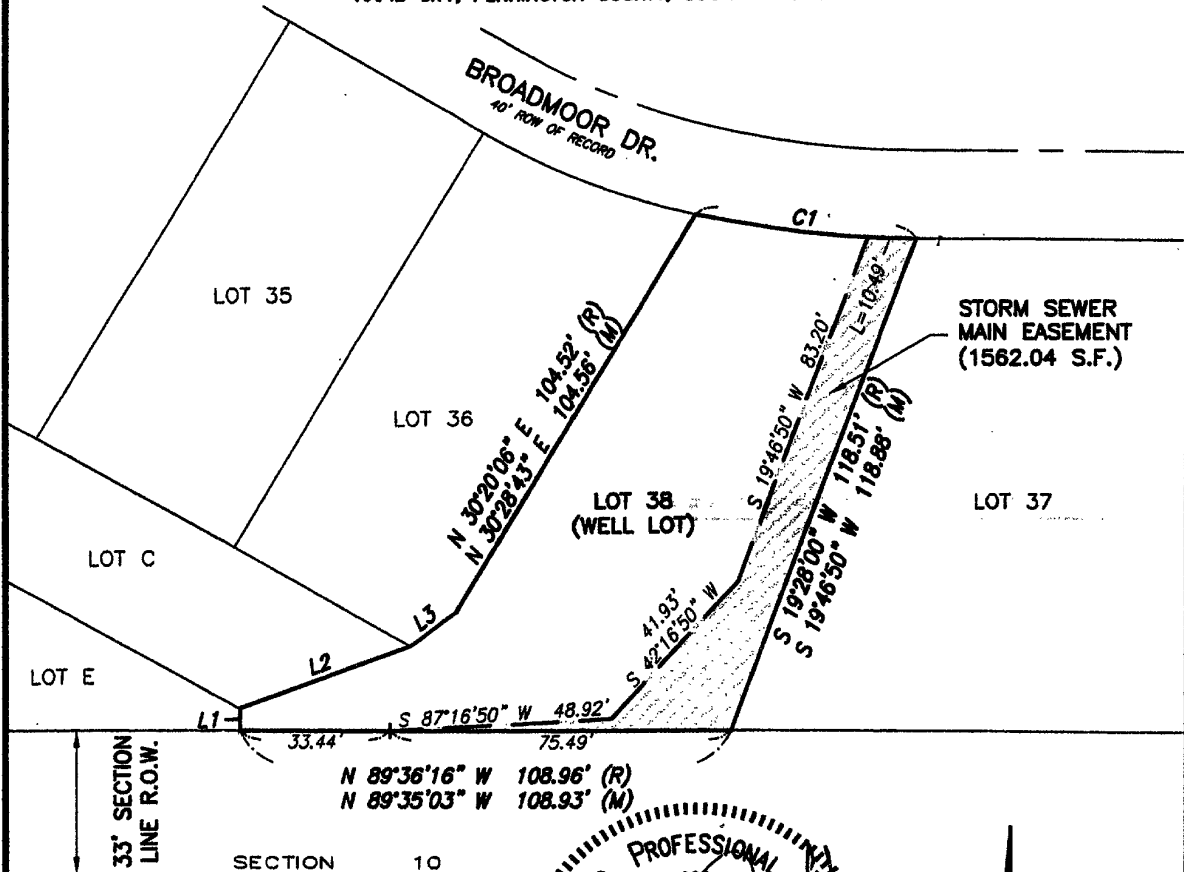 BROADMOOR DR.
40' ROW OF RECORD
C1
LOT 35
L=10.49'
STORM SEWER
MAIN EASEMENT
(1562.04 S.F.)
LOT 36
N 30°20'06" E 104.52' (R)
N 30°28'43" E 104.56' (M)
S 19°46'50" W 83.20'
LOT 38
(WELL LOT)
S 19°28'00" W 118.51' (R)
S 19°46'50" W 118.88' (M)
LOT 37
LOT C
41.93'
S 42°16'50" W
L3
L2
LOT E
L1
S 87°16'50" W 48.92'
33.44'
75.49'
N 89°36'16" W 108.96' (R)
N 89°35'03" W 108.93' (M)
33' SECTION
LINE R.O.W.
SECTION 10
PROFESSIONAL